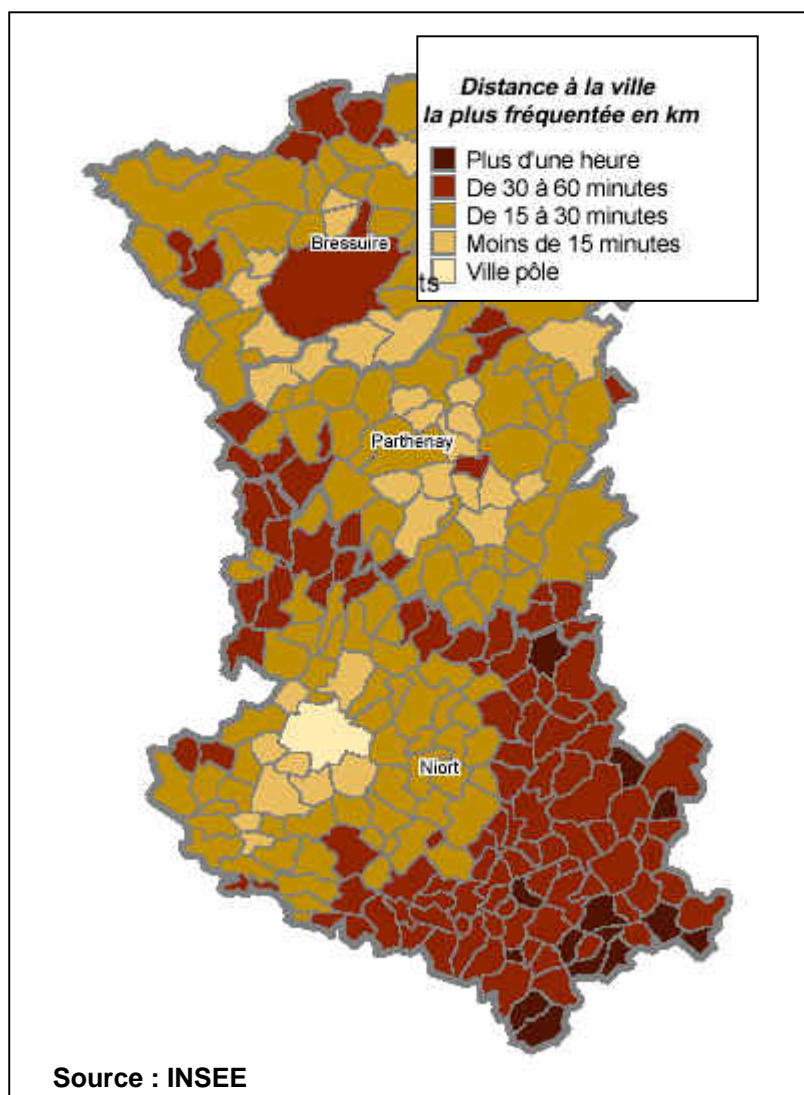 Distance à la ville
la plus fréquentée en km
Plus d'une heure
De 30 à 60 minutes
De 15 à 30 minutes
Moins de 15 minutes
Ville pôle
ts
Bressuire
Parthenay
Niort
Source : INSEE